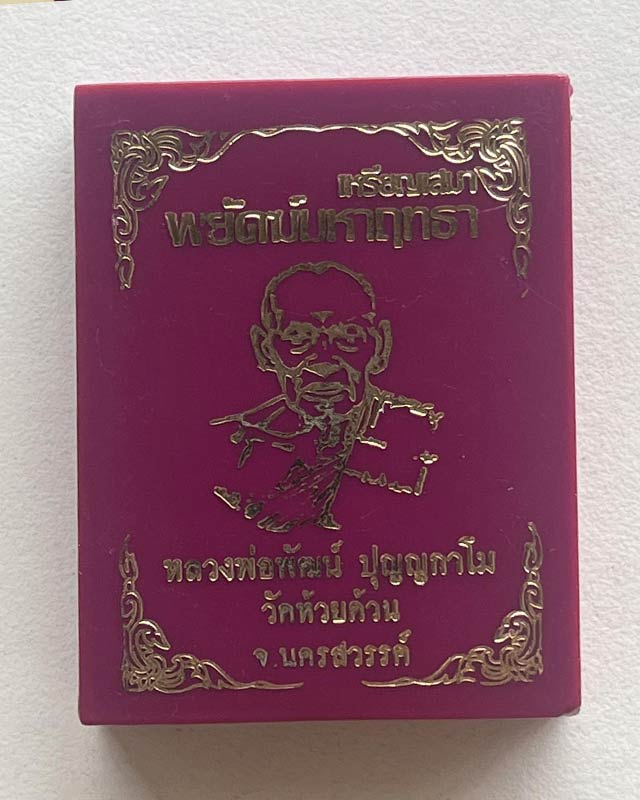 เหรียญเสมา
พยัคฆ์มหาฤทธา
หลวงพ่อพัฒน์ ปุญญกาโม
วัดห้วยด้วน
จ.นครสวรรค์